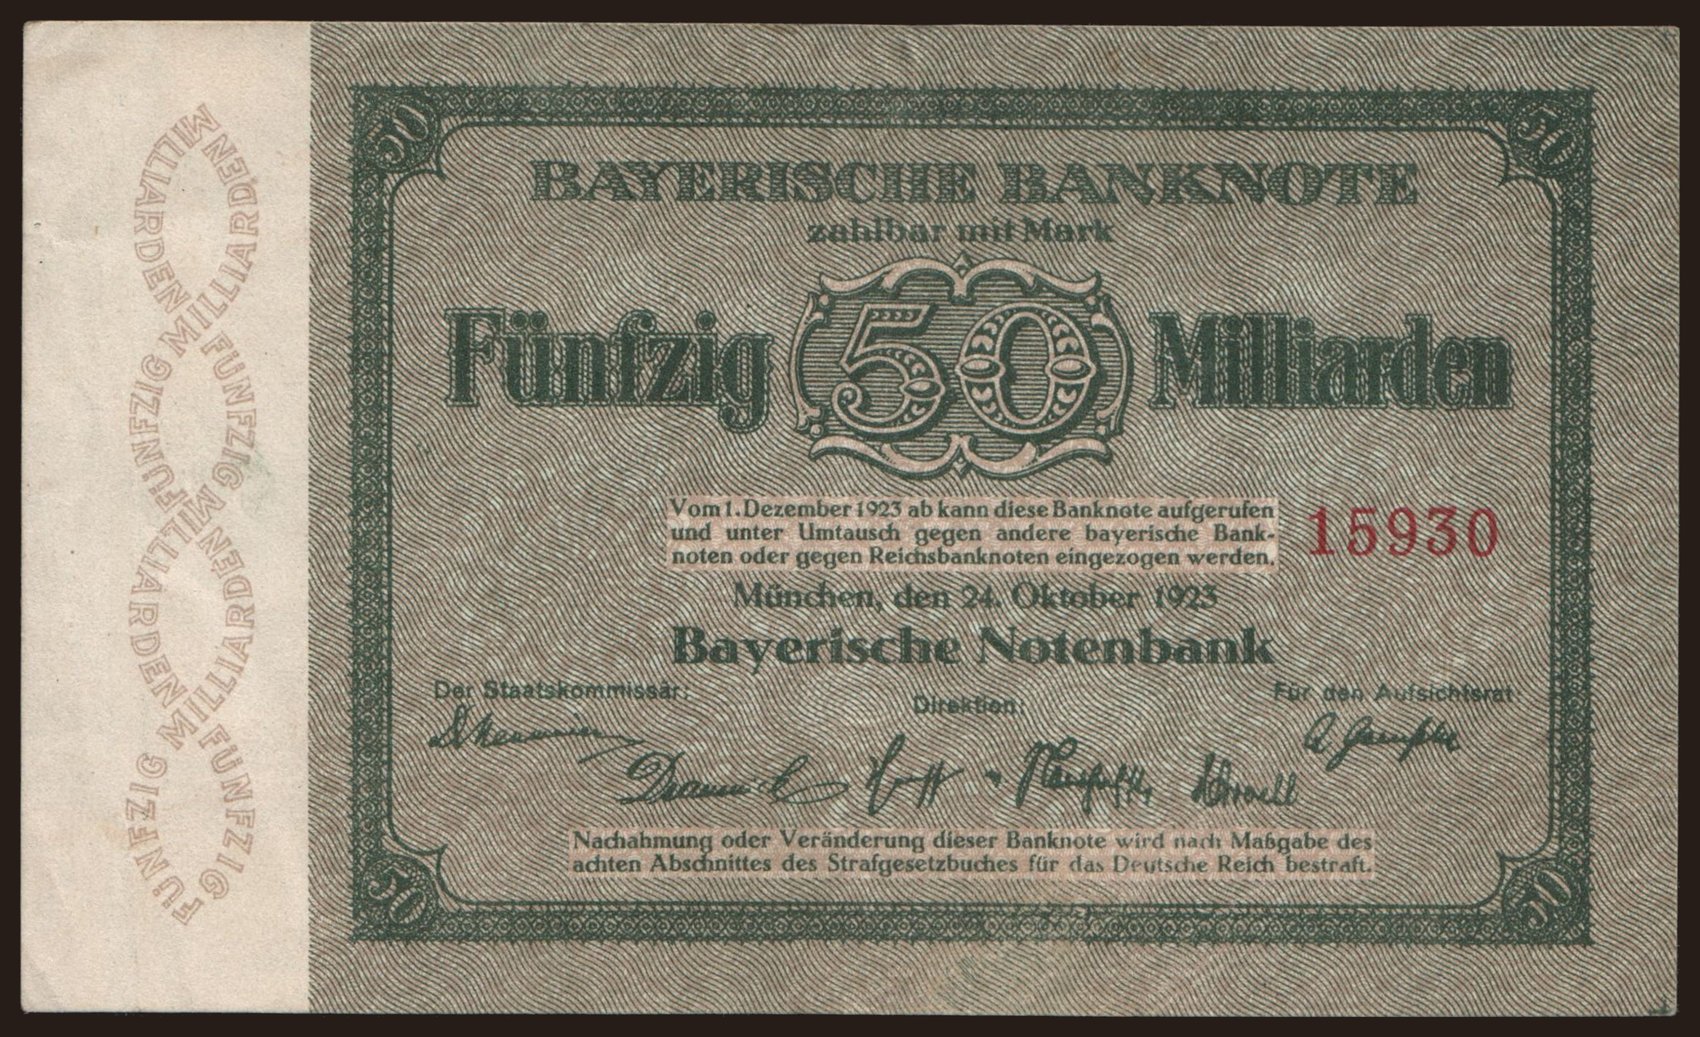 50
50
BAYERISCHE BANKNOTE
zahlbar mit Mark
Fünfzig 50 Milliarden
Vom 1. Dezember 1923 ab kann diese Banknote aufgerufen
und unter Umtausch gegen andere bayerische Bank-
noten oder gegen Reichsbanknoten eingezogen werden.
15930
München, den 24. Oktober 1923
Bayerische Notenbank
Der Staatskommissär:
Direktion:
Für den Aufsichtsrat:
Nachahmung oder Veränderung dieser Banknote wird nach Maßgabe des
achten Abschnittes des Strafgesetzbuches für das Deutsche Reich bestraft.
50
50
FÜNFZIG MILLIARDEN FÜNFZIG MILLIARDEN
FÜNFZIG MILLIARDEN FÜNFZIG MILLIARDEN